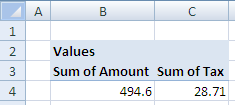 A B C
1
2 Values
3 Sum of Amount Sum of Tax
4 494.6 28.71